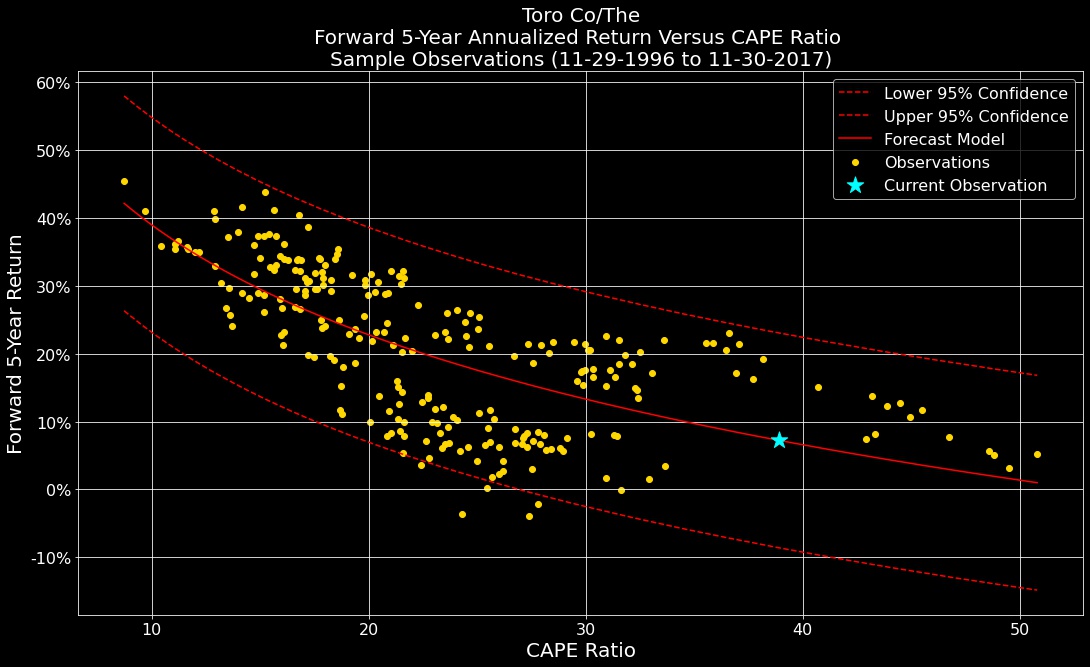 Toro Co/The
Forward 5-Year Annualized Return Versus CAPE Ratio
Sample Observations (11-29-1996 to 11-30-2017)
Lower 95% Confidence
Upper 95% Confidence
Forecast Model
Observations
Current Observation
Forward 5-Year Return
60%
50%
40%
30%
20%
10%
0%
-10%
10 20 30 40 50
CAPE Ratio